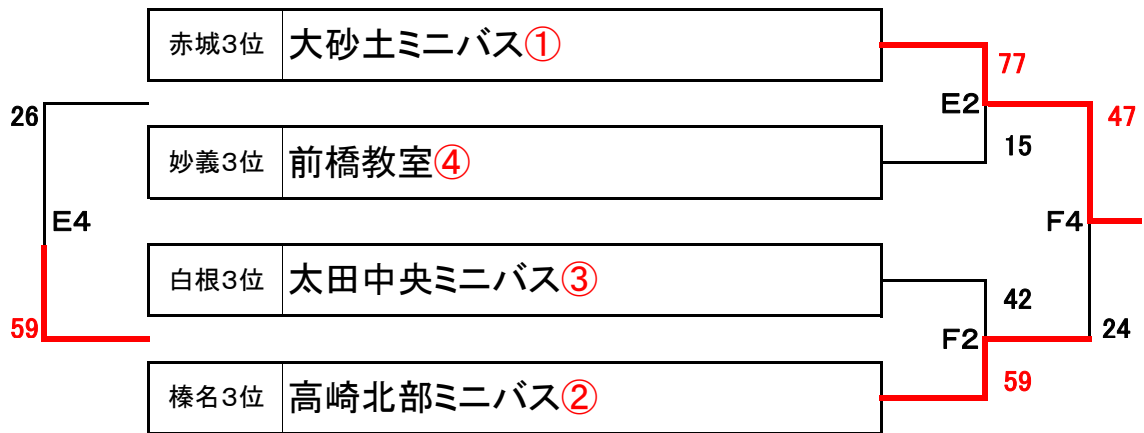 赤城3位 大砂土ミニバス①
77
26
E2
47
15
妙義3位 前橋教室④
E4
F4
白根3位 太田中央ミニバス③
42
59
F2
24
59
榛名3位 高崎北部ミニバス②